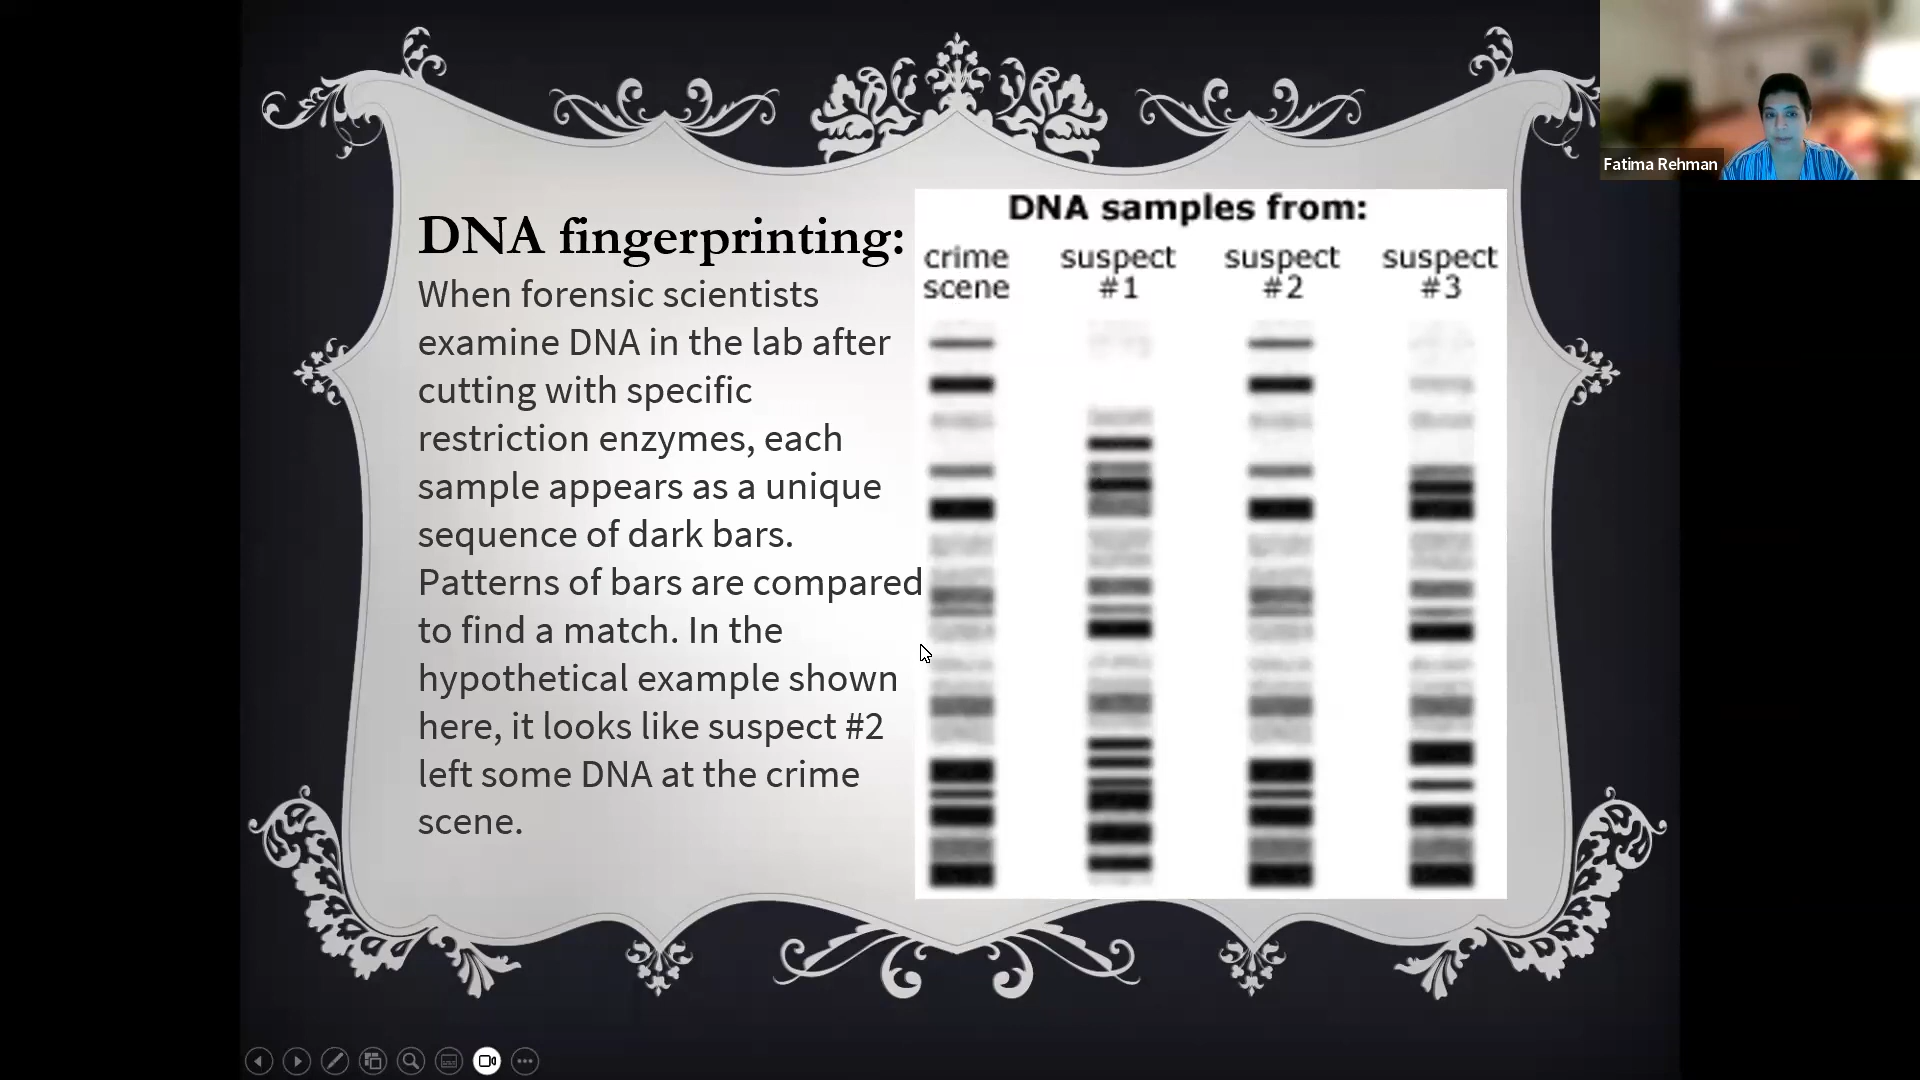 DNA fingerprinting:
When forensic scientists
examine DNA in the lab after
cutting with specific
restriction enzymes, each
sample appears as a unique
sequence of dark bars.
Patterns of bars are compared
to find a match. In the
hypothetical example shown
here, it looks like suspect #2
left some DNA at the crime
scene.
DNA samples from:
crime scene
suspect #1
suspect #2
suspect #3
Fatima Rehman